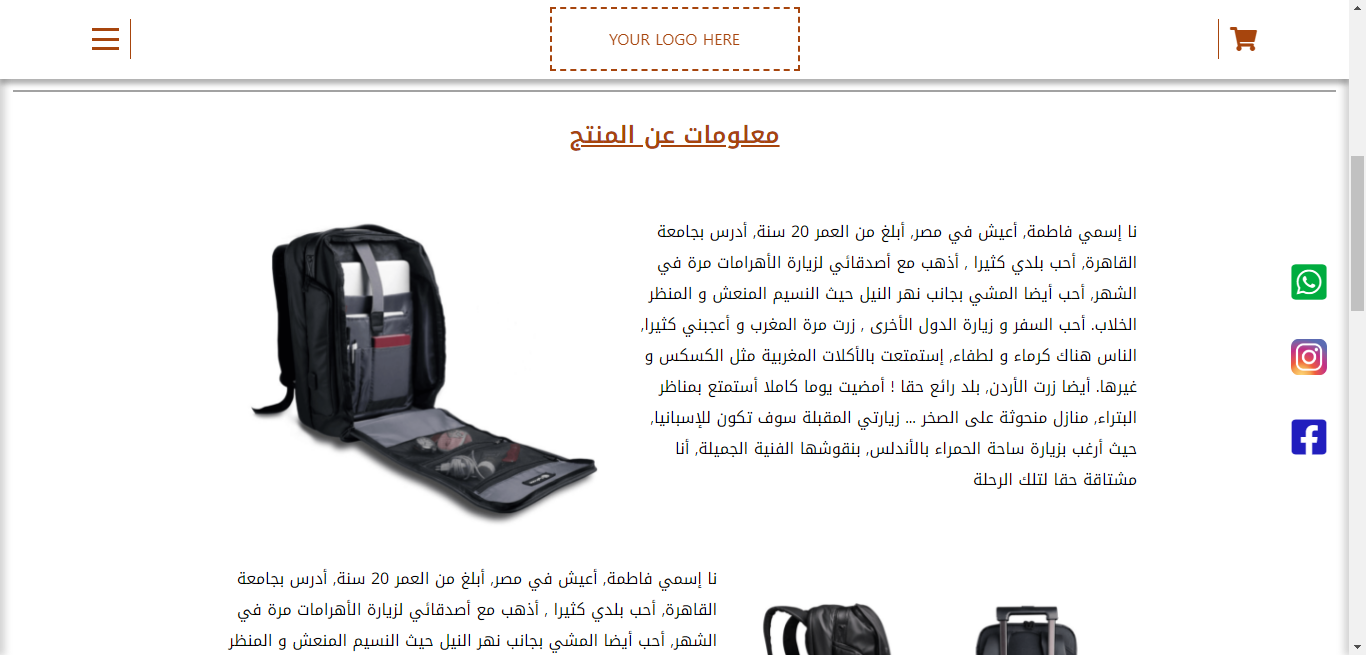 YOUR LOGO HERE
معلومات عن المنتج
نا إسمي فاطمة, أعيش في مصر, أبلغ من العمر 20 سنة, أدرس بجامعة
القاهرة, أحب بلدي كثيرا , أذهب مع أصدقائي لزيارة الأهرامات مرة في
الشهر, أحب أيضا المشي بجانب نهر النيل حيث النسيم المنعش و المنظر
الخلاب. أحب السفر و زيارة الدول الأخرى , زرت مرة المغرب و أعجبني كثيرا,
الناس هناك كرماء و لطفاء, إستمتعت بالأكلات المغربية مثل الكسكس و
غيرها. أيضا زرت الأردن, بلد رائع حقا ! أمضيت يوما كاملا أستمتع بمناظر
البتراء, منازل منحوثة على الصخر ... زيارتي المقبلة سوف تكون للإسبانيا,
حيث أرغب بزيارة ساحة الحمراء بالأندلس, بنقوشها الفنية الجميلة, أنا
مشتاقة حقا لتلك الرحلة
نا إسمي فاطمة, أعيش في مصر, أبلغ من العمر 20 سنة, أدرس بجامعة
القاهرة, أحب بلدي كثيرا , أذهب مع أصدقائي لزيارة الأهرامات مرة في
الشهر, أحب أيضا المشي بجانب نهر النيل حيث النسيم المنعش و المنظر